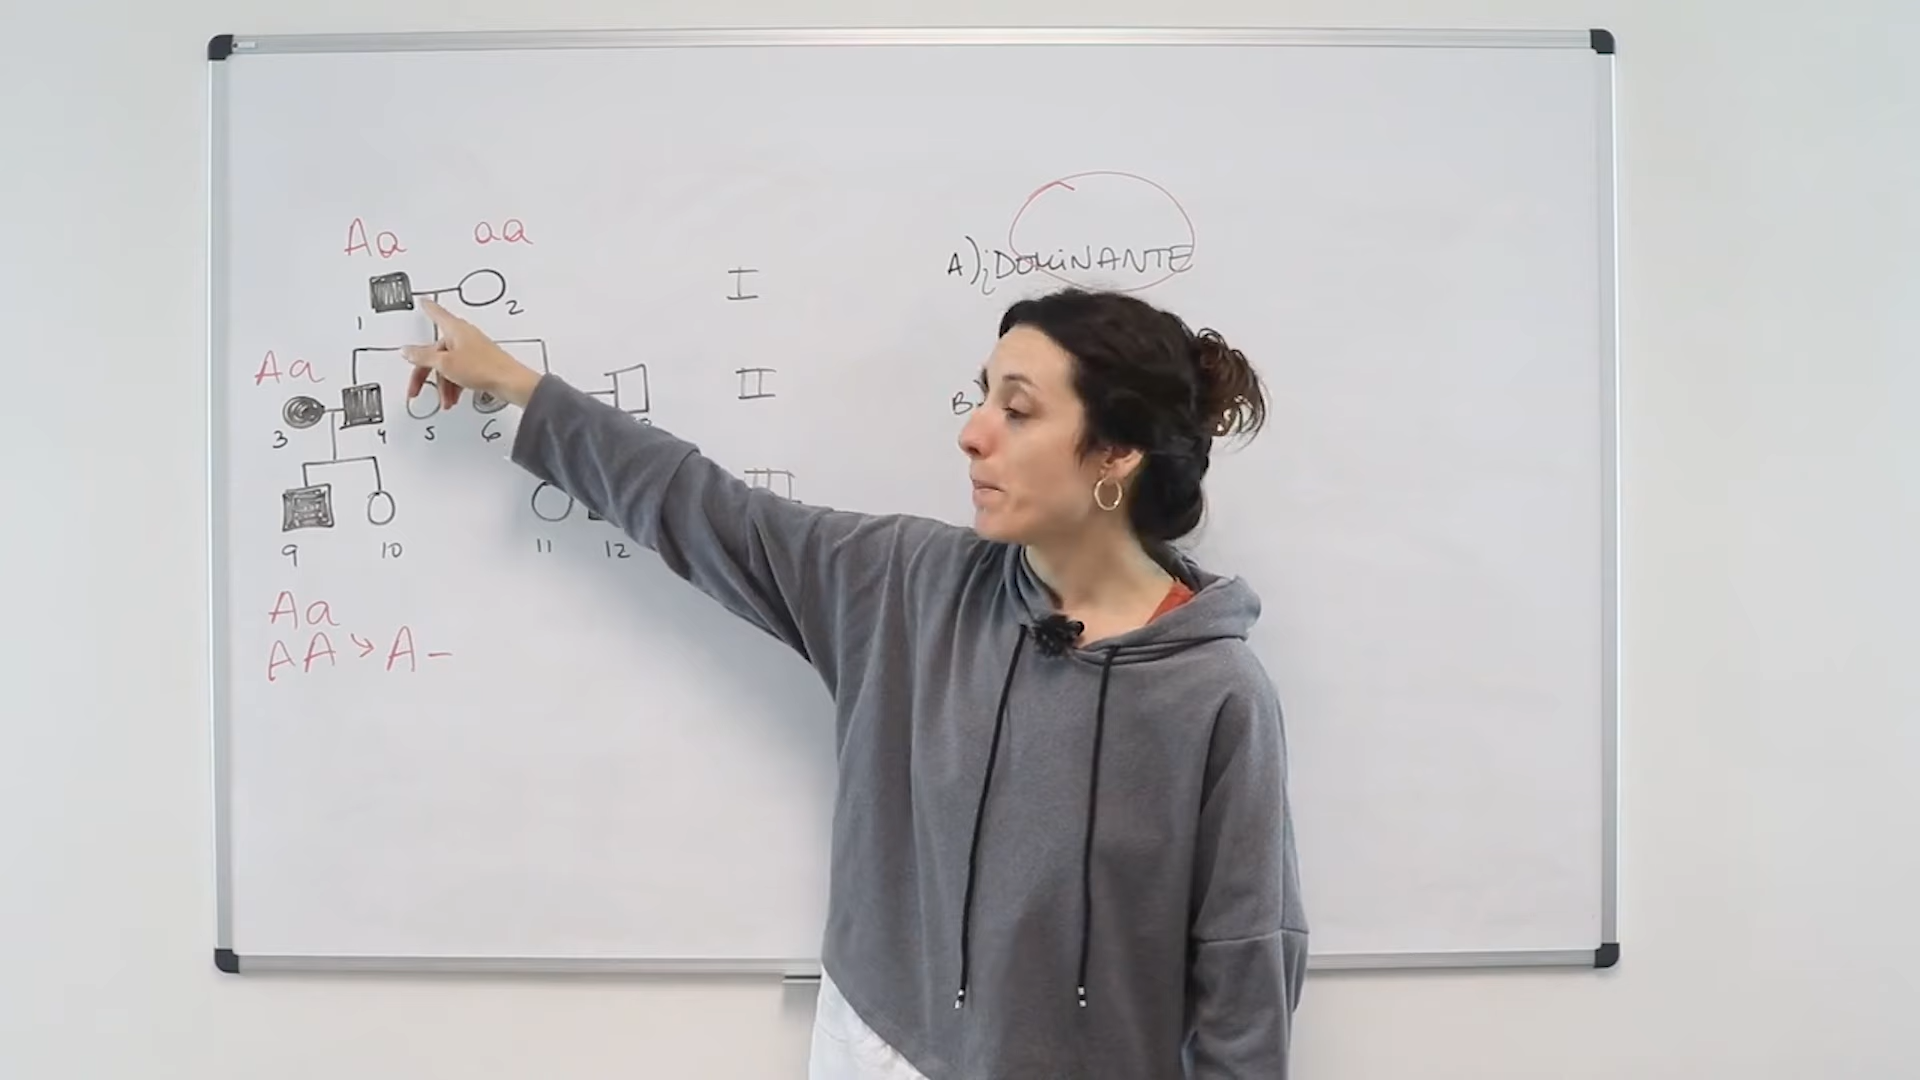 Aa aa
1 2 I
A) ¿DOMINANTE
Aa
3 4 5 6 II
B
III
9 10 11 12
Aa
AA > A-